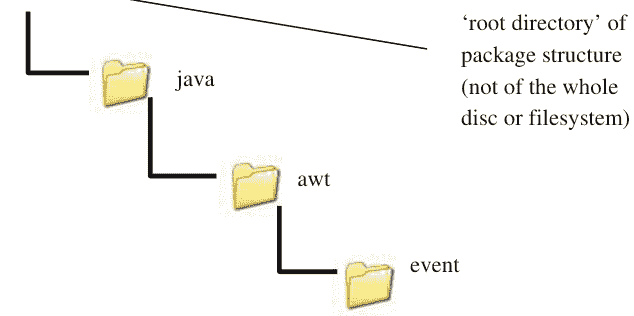 ‘root directory’ of
package structure
(not of the whole
disc or filesystem)
java
awt
event